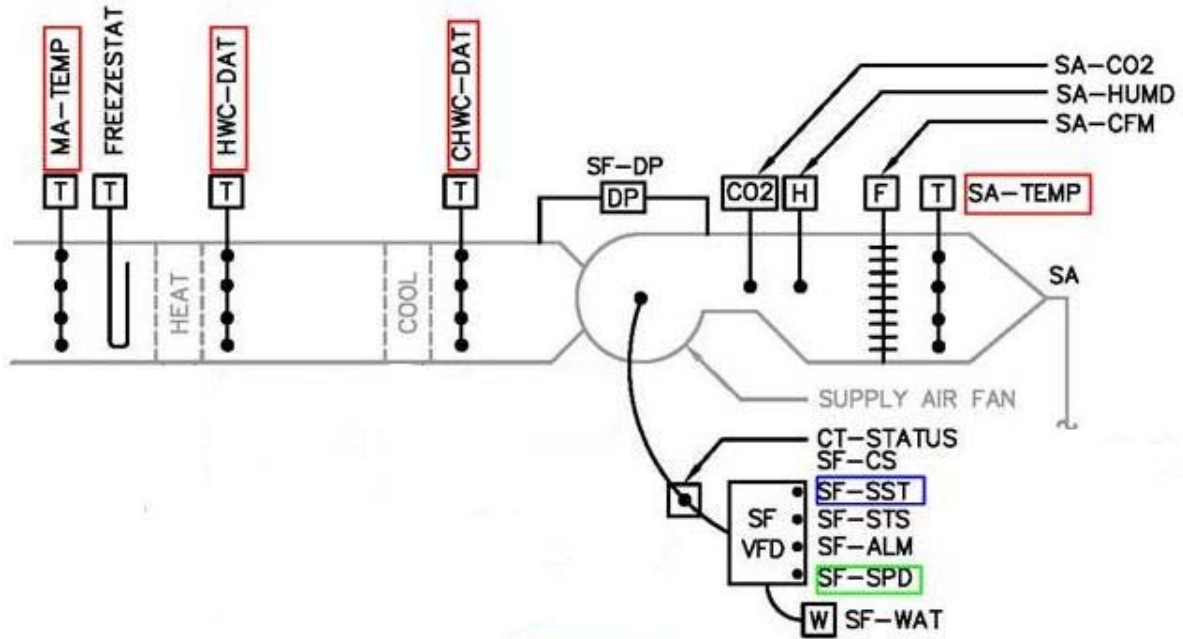 MA-TEMP
FREEZESTAT
HWC-DAT
CHWC-DAT
SA-CO2
SA-HUMD
SA-CFM
SF-DP
T
T
T
T
DP
CO2
H
F
T
SA-TEMP
HEAT
COOL
SA
SUPPLY AIR FAN
CT-STATUS
SF-CS
SF-SST
SF
VFD
SF-STS
SF-ALM
SF-SPD
W
SF-WAT